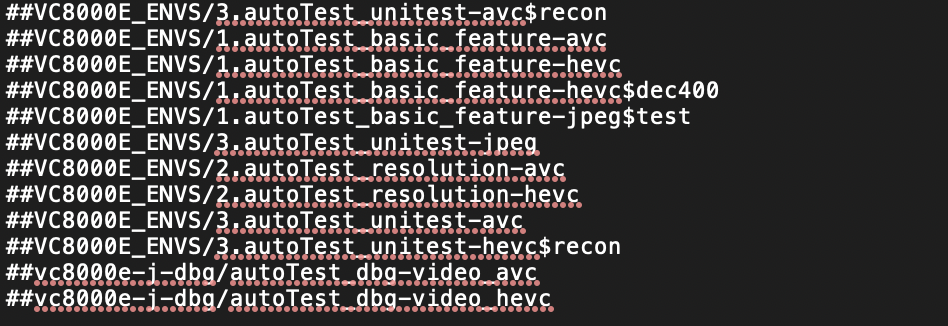 ##VC8000E_ENVS/3.autoTest_unitest-avc$recon
##VC8000E_ENVS/1.autoTest_basic_feature-avc
##VC8000E_ENVS/1.autoTest_basic_feature-hevc
##VC8000E_ENVS/1.autoTest_basic_feature-hevc$dec400
##VC8000E_ENVS/1.autoTest_basic_feature-jpeg$test
##VC8000E_ENVS/3.autoTest_unitest-jpeg
##VC8000E_ENVS/2.autoTest_resolution-avc
##VC8000E_ENVS/2.autoTest_resolution-hevc
##VC8000E_ENVS/3.autoTest_unitest-avc
##VC8000E_ENVS/3.autoTest_unitest-hevc$recon
##vc8000e-j-dbg/autoTest_dbg-video_avc
##vc8000e-j-dbg/autoTest_dbg-video_hevc